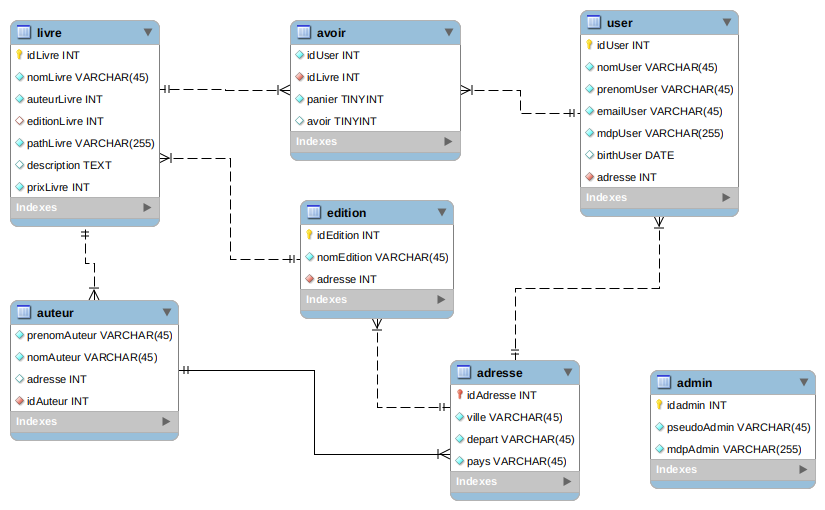 livre
idLivre INT
nomLivre VARCHAR(45)
auteurLivre INT
editionLivre INT
pathLivre VARCHAR(255)
description TEXT
prixLivre INT
Indexes
avoir
idUser INT
idLivre INT
panier TINYINT
avoir TINYINT
Indexes
user
idUser INT
nomUser VARCHAR(45)
prenomUser VARCHAR(45)
emailUser VARCHAR(45)
mdpUser VARCHAR(255)
birthUser DATE
adresse INT
Indexes
edition
idEdition INT
nomEdition VARCHAR(45)
adresse INT
Indexes
auteur
prenomAuteur VARCHAR(45)
nomAuteur VARCHAR(45)
adresse INT
idAuteur INT
Indexes
adresse
idAdresse INT
ville VARCHAR(45)
depart VARCHAR(45)
pays VARCHAR(45)
Indexes
admin
idadmin INT
pseudoAdmin VARCHAR(45)
mdpAdmin VARCHAR(255)
Indexes